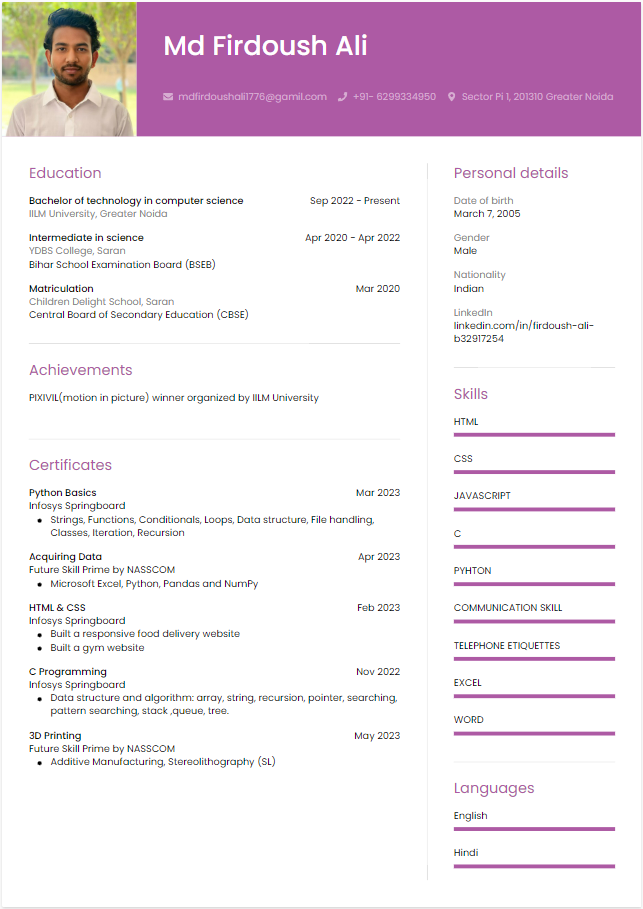 Md Firdoush Ali
mdfirdoushali1776@gamil.com
+91- 6299334950
Sector Pi 1, 201310 Greater Noida
Education
Bachelor of technology in computer science
Sep 2022 - Present
IILM University, Greater Noida
Intermediate in science
Apr 2020 - Apr 2022
YDBS College, Saran
Bihar School Examination Board (BSEB)
Matriculation
Mar 2020
Children Delight School, Saran
Central Board of Secondary Education (CBSE)
Achievements
PIXIVIL(motion in picture) winner organized by IILM University
Certificates
Python Basics
Mar 2023
Infosys Springboard
• Strings, Functions, Conditionals, Loops, Data structure, File handling,
Classes, Iteration, Recursion
Acquiring Data
Apr 2023
Future Skill Prime by NASSCOM
• Microsoft Excel, Python, Pandas and NumPy
HTML & CSS
Feb 2023
Infosys Springboard
• Built a responsive food delivery website
• Built a gym website
C Programming
Nov 2022
Infosys Springboard
• Data structure and algorithm: array, string, recursion, pointer, searching,
pattern searching, stack ,queue, tree.
3D Printing
May 2023
Future Skill Prime by NASSCOM
• Additive Manufacturing, Stereolithography (SL)
Personal details
Date of birth
March 7, 2005
Gender
Male
Nationality
Indian
LinkedIn
linkedin.com/in/firdoush-ali-
b32917254
Skills
HTML
CSS
JAVASCRIPT
C
PYHTON
COMMUNICATION SKILL
TELEPHONE ETIQUETTES
EXCEL
WORD
Languages
English
Hindi